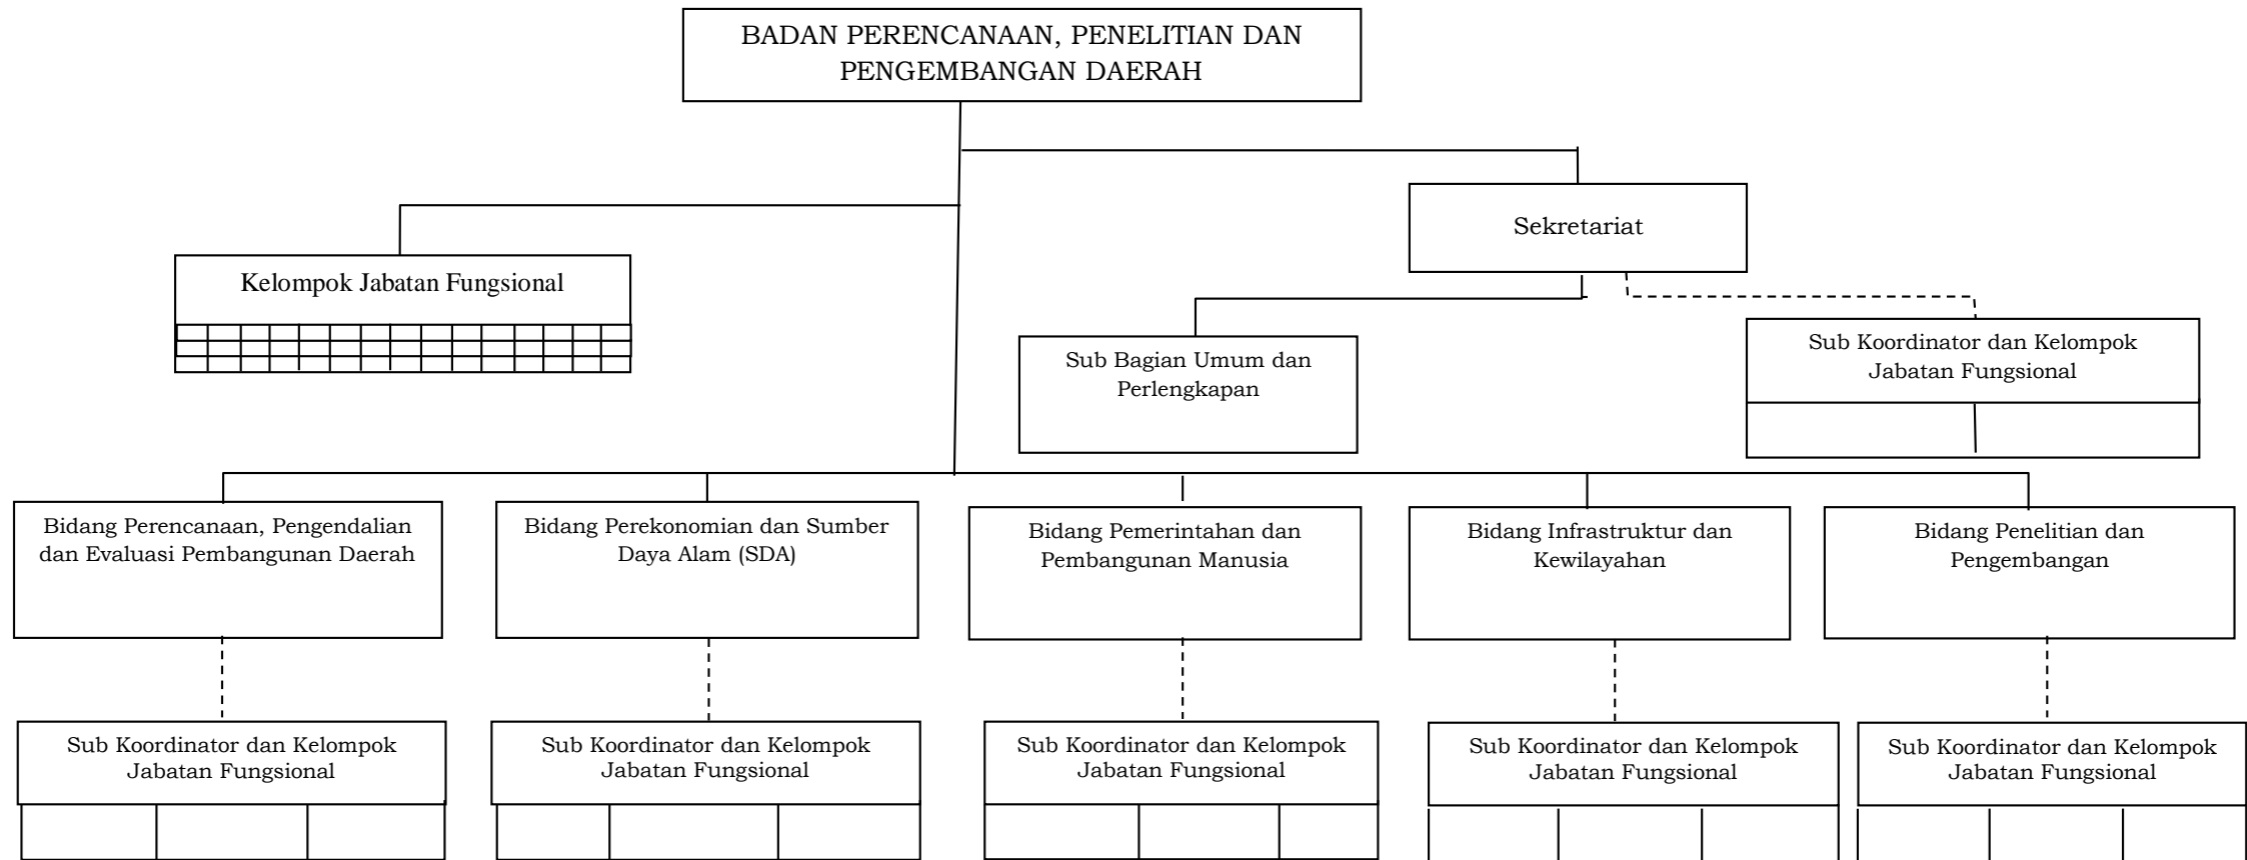 BADAN PERENCANAAN, PENELITIAN DAN
PENGEMBANGAN DAERAH
Sekretariat
Kelompok Jabatan Fungsional
Sub Bagian Umum dan
Perlengkapan
Sub Koordinator dan Kelompok
Jabatan Fungsional
Bidang Perencanaan, Pengendalian
dan Evaluasi Pembangunan Daerah
Bidang Perekonomian dan Sumber
Daya Alam (SDA)
Bidang Pemerintahan dan
Pembangunan Manusia
Bidang Infrastruktur dan
Kewilayahan
Bidang Penelitian dan
Pengembangan
Sub Koordinator dan Kelompok
Jabatan Fungsional
Sub Koordinator dan Kelompok
Jabatan Fungsional
Sub Koordinator dan Kelompok
Jabatan Fungsional
Sub Koordinator dan Kelompok
Jabatan Fungsional
Sub Koordinator dan Kelompok
Jabatan Fungsional